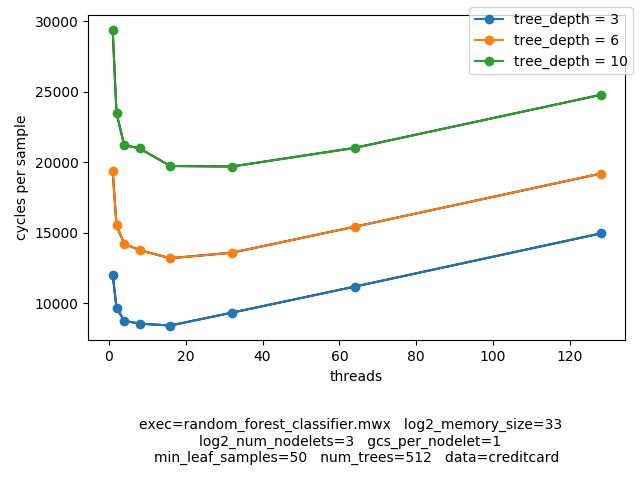 tree_depth = 3
tree_depth = 6
tree_depth = 10
30000
25000
20000
15000
10000
cycles per sample
0 20 40 60 80 100 120
threads
exec=random_forest_classifier.mwx log2_memory_size=33
log2_num_nodelets=3 gcs_per_nodelet=1
min_leaf_samples=50 num_trees=512 data=creditcard